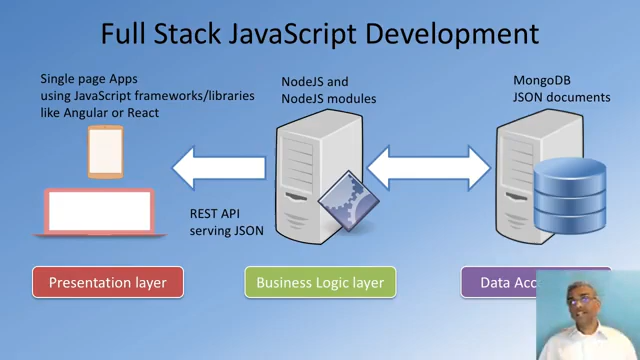 Full Stack JavaScript Development
Single page Apps
using JavaScript frameworks/libraries
like Angular or React
NodeJS and
NodeJS modules
MongoDB
JSON documents
REST API
serving JSON
Presentation layer
Business Logic layer
Data